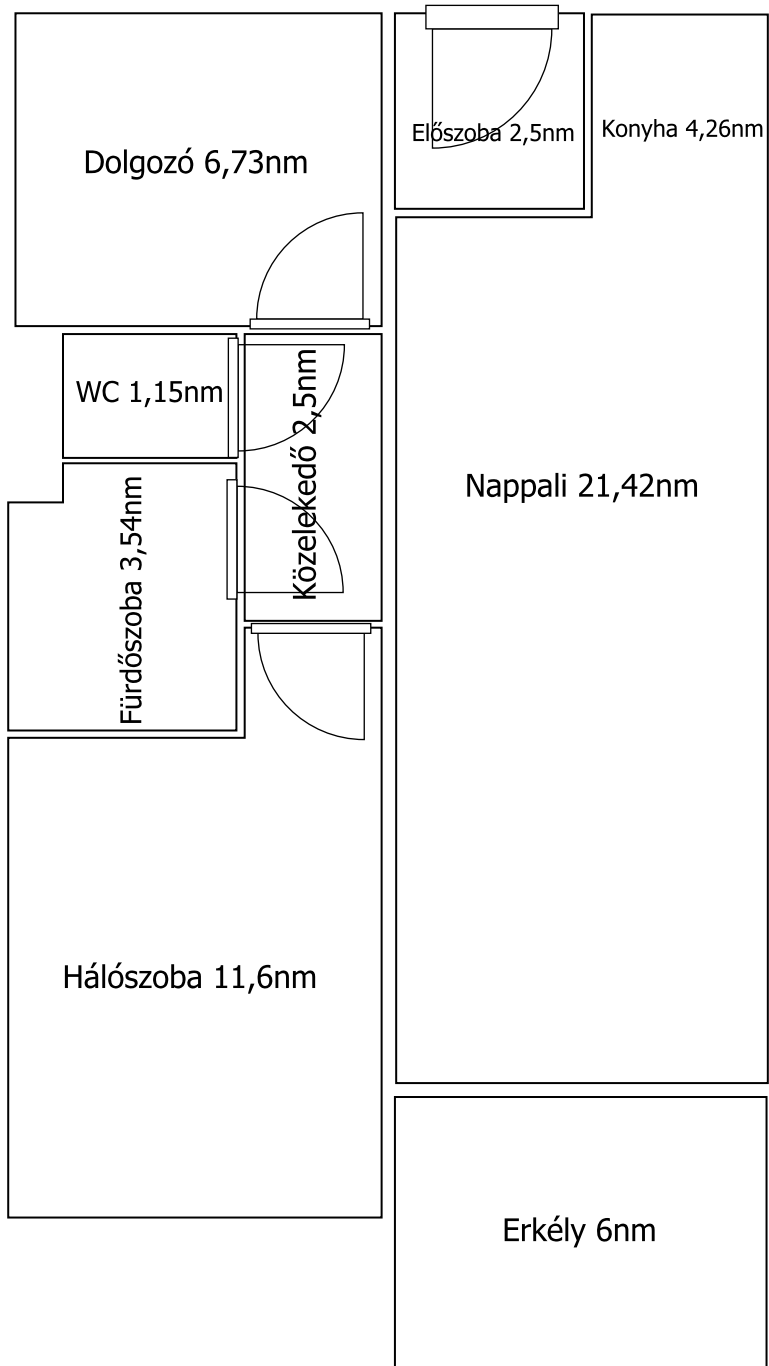 Dolgozó 6,73nm
Előszoba 2,5nm
Konyha 4,26nm
WC 1,15nm
Közelekedő 2,5nm
Nappali 21,42nm
Fürdőszoba 3,54nm
Hálószoba 11,6nm
Erkély 6nm